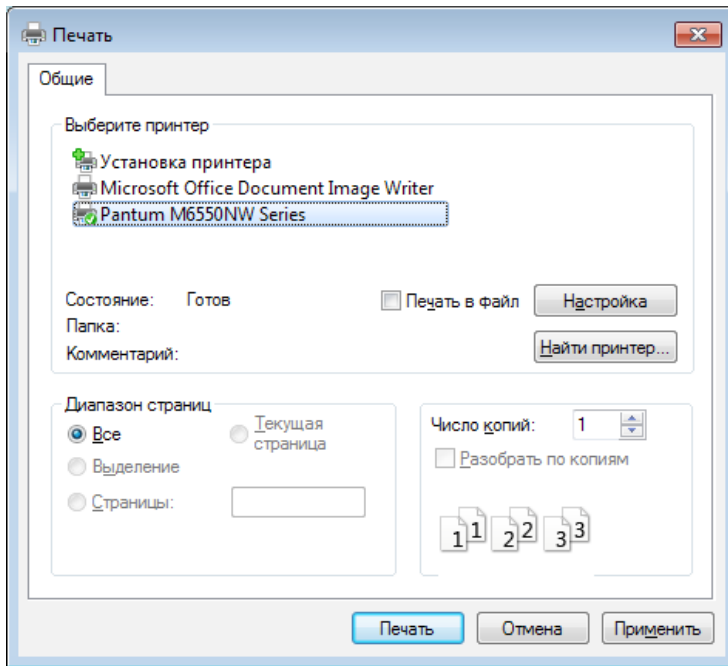 Печать
Общие
Выберите принтер
Установка принтера
Microsoft Office Document Image Writer
Pantum M6550NW Series
Состояние: Готов
Печать в файл
Настройка
Папка:
Комментарий:
Найти принтер...
Диапазон страниц
Все
Текущая
страница
Выделение
Страницы:
Число копий: 1
Разобрать по копиям
1 1 2 2 3 3
Печать
Отмена
Применить